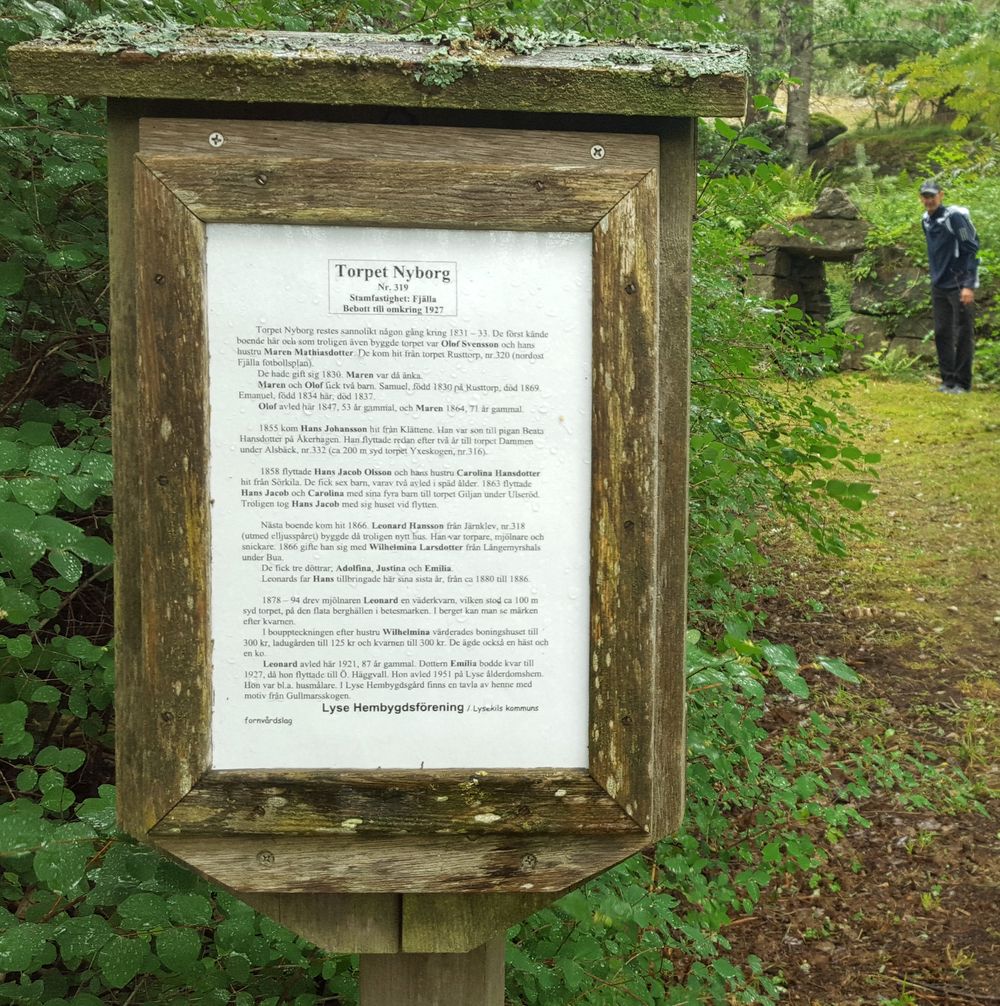 Torpet Nyborg
Nr. 319
Stamfastighet: Fjälla
Bebott till omkring 1927
Torpet Nyborg restes sannolikt någon gång kring 1831 – 33. De först kände
boende här och som troligen även byggde torpet var Olof Svensson och hans
hustru Maren Mathiasdotter. De kom hit från torpet Rusttorp, nr.320 (nordost
Fjälla fotbollsplan).
De hade gift sig 1830. Maren var då änka.
Maren och Olof fick två barn. Samuel, född 1830 på Rusttorp, död 1869.
Emanuel, född 1834 här, död 1837.
Olof avled här 1847, 53 år gammal, och Maren 1864, 71 år gammal.
1855 kom Hans Johansson hit från Klättene. Han var son till pigan Beata
Hansdotter på Åkerhagen. Han flyttade redan efter två år till torpet Dammen
under Alsbäck, nr.332 (ca 200 m syd torpet Yxeskogen, nr.316).
1858 flyttade Hans Jacob Olsson och hans hustru Carolina Hansdotter
hit från Sörkila. De fick sex barn, varav två avled i späd ålder. 1863 flyttade
Hans Jacob och Carolina med sina fyra barn till torpet Giljan under Ulseröd.
Troligen tog Hans Jacob med sig huset vid flytten.
Nästa boende kom hit 1866. Leonard Hansson från Järnklev, nr.318
(utmed elljusspåret) byggde då troligen nytt hus. Han var torpare, mjölnare och
snickare. 1866 gifte han sig med Wilhelmina Larsdotter från Långemyrshals
under Bua.
De fick tre döttrar; Adolfina, Justina och Emilia.
Leonards far Hans tillbringade här sina sista år, från ca 1880 till 1886.
1878 – 94 drev mjölnaren Leonard en väderkvarn, vilken stod ca 100 m
syd torpet, på den flata berghällen i betesmarken. I berget kan man se märken
efter kvarnen.
I bouppteckningen efter hustru Wilhelmina värderades boningshuset till
300 kr, ladugården till 125 kr och kvarnen till 300 kr. De ägde också en häst och
en ko.
Leonard avled här 1921, 87 år gammal. Dottern Emilia bodde kvar till
1927, då hon flyttade till Ö. Häggvall. Hon avled 1951 på Lyse ålderdomshem.
Hon var bl.a. husmålare. I Lyse Hembygdsgård finns en tavla av henne med
motiv från Gullmarsskogen.
Lyse Hembygdsförening / Lysekils kommuns
fornvårdslag